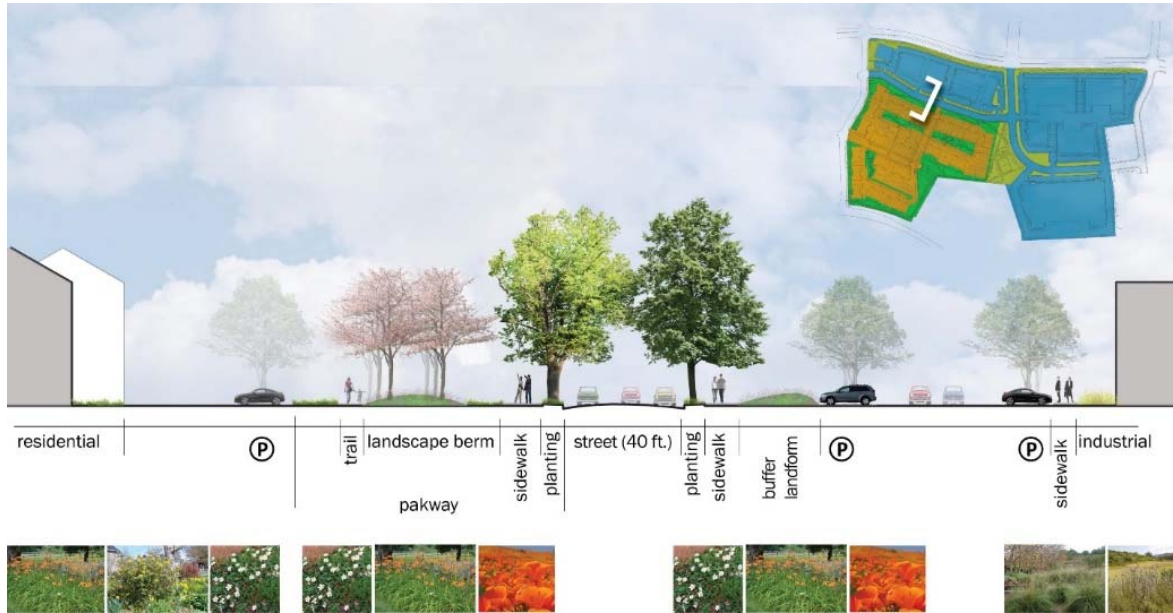 residential
P
trail
landscape berm
sidewalk
planting
street (40 ft.)
planting
sidewalk
buffer
landform
P
P
sidewalk
industrial
pakway